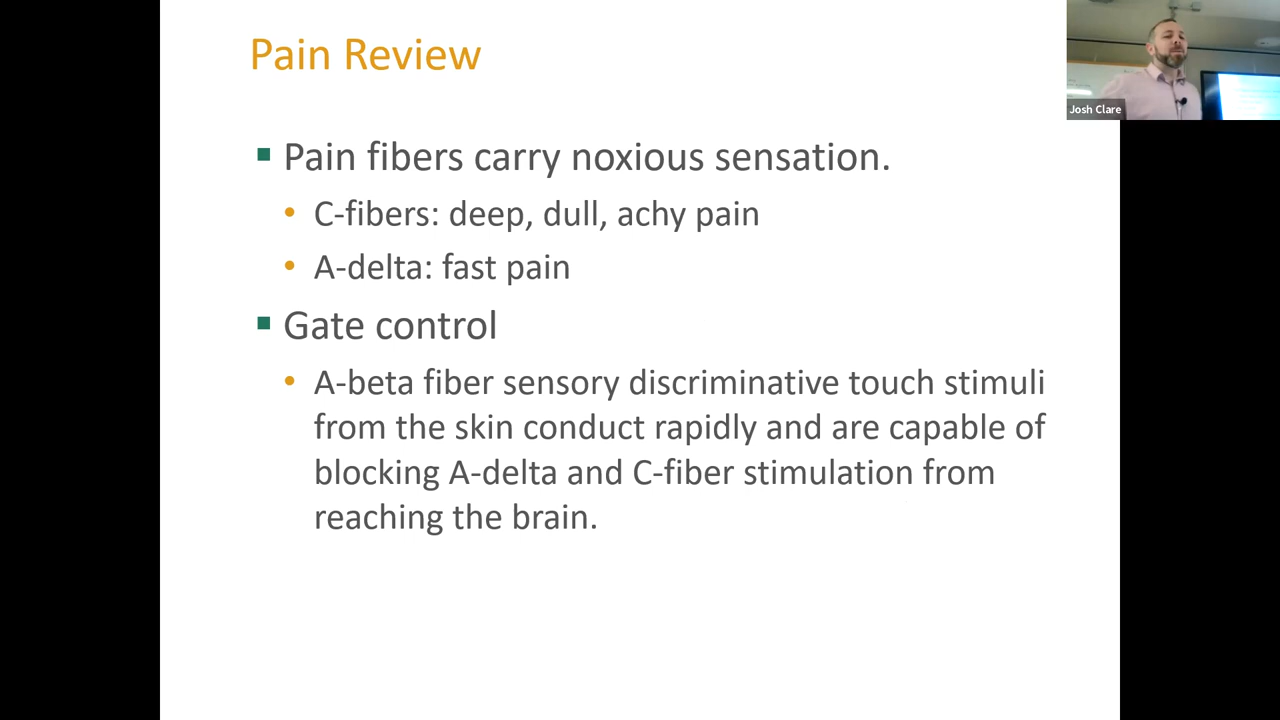 Pain Review
Josh Clare
▪ Pain fibers carry noxious sensation.
• C-fibers: deep, dull, achy pain
• A-delta: fast pain
▪ Gate control
• A-beta fiber sensory discriminative touch stimuli
from the skin conduct rapidly and are capable of
blocking A-delta and C-fiber stimulation from
reaching the brain.